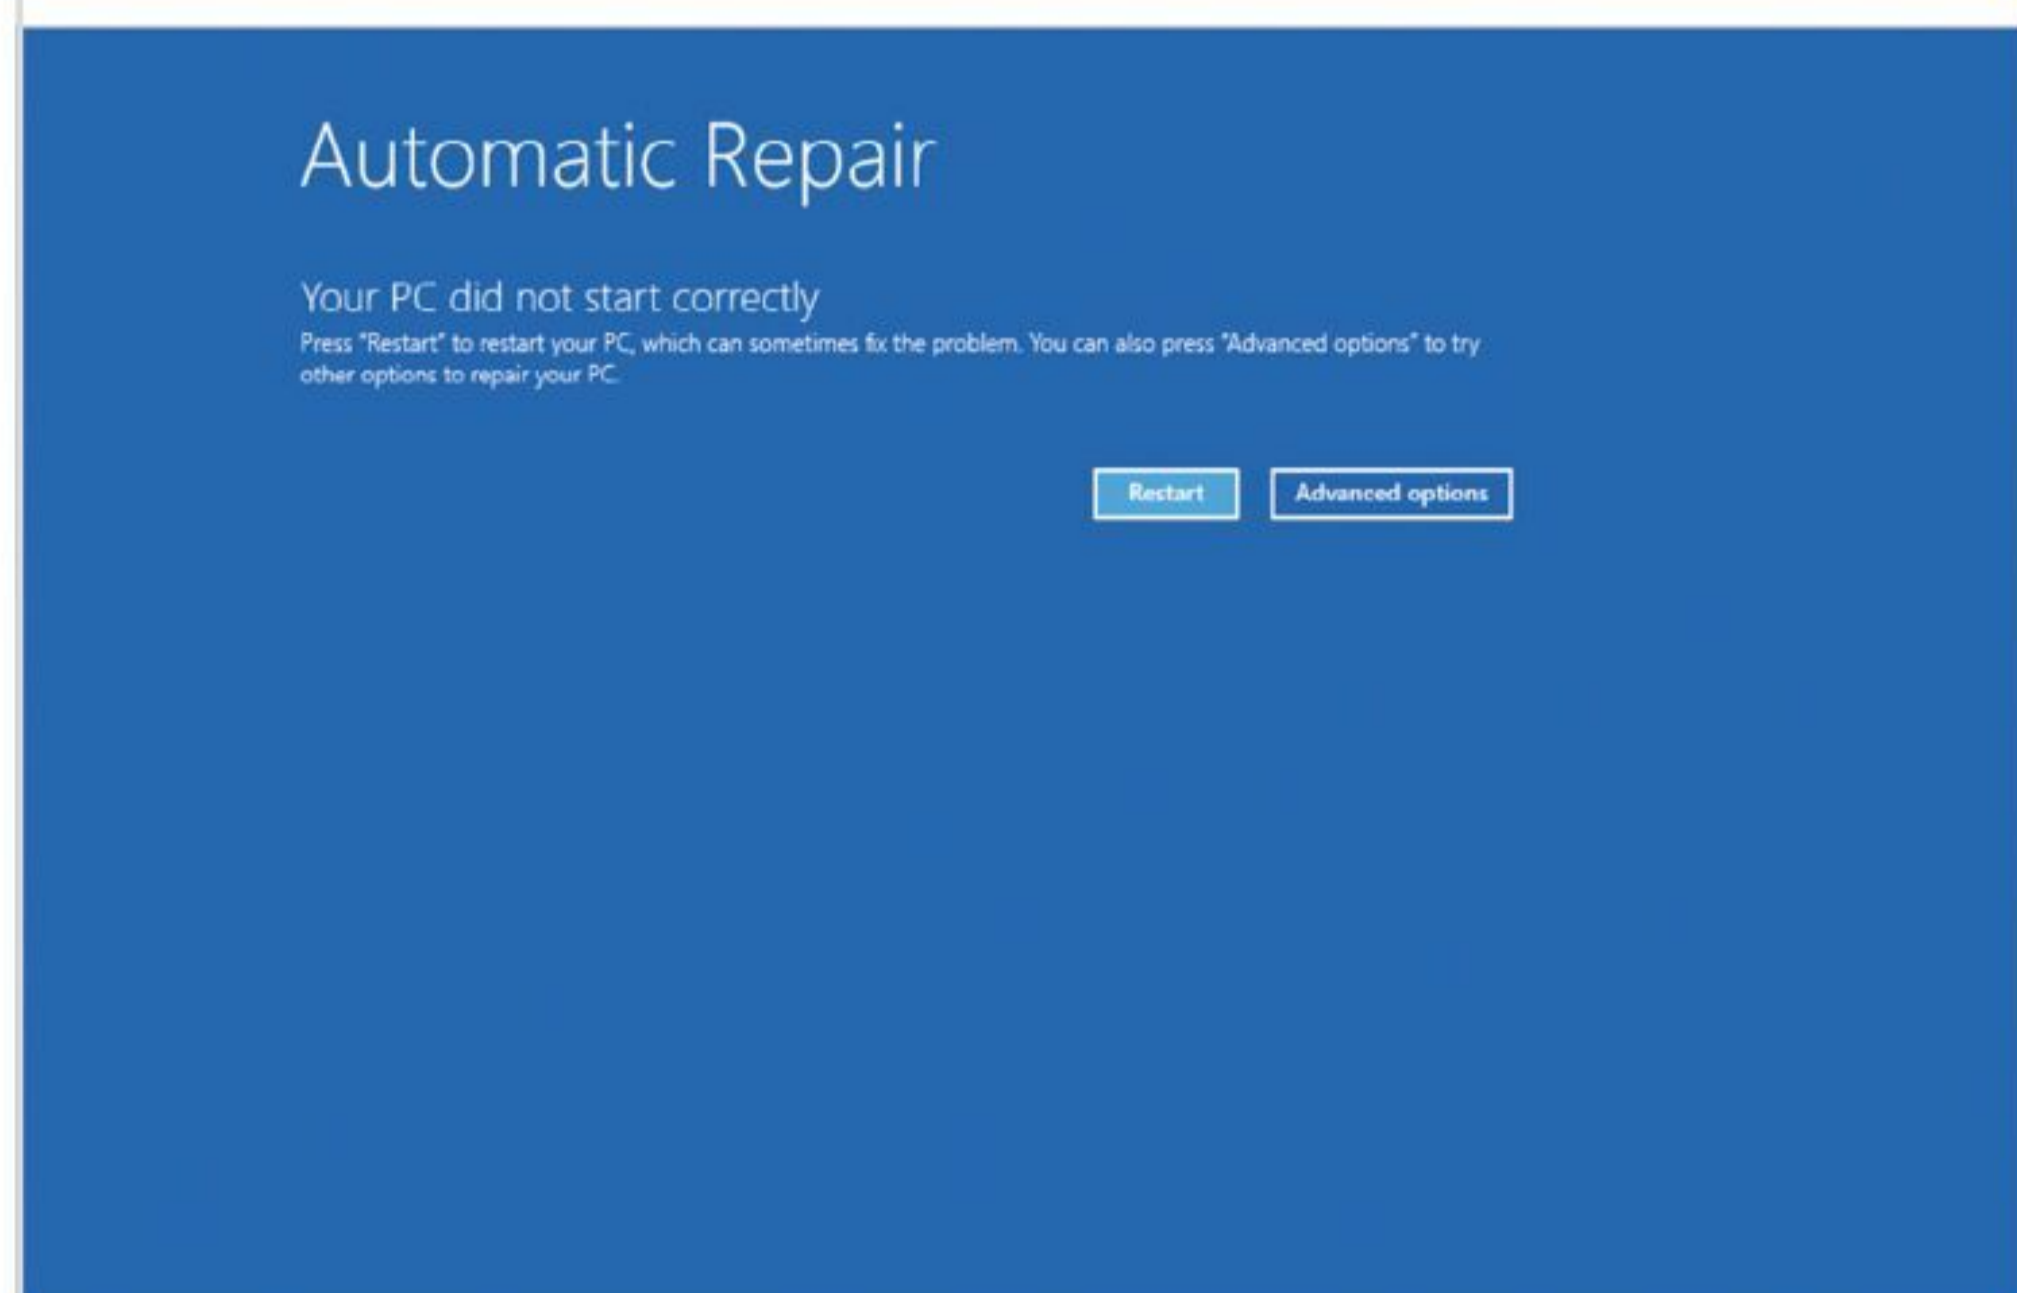 Automatic Repair
Your PC did not start correctly
Press "Restart" to restart your PC, which can sometimes fix the problem. You can also press "Advanced options" to try
other options to repair your PC.
Restart
Advanced options